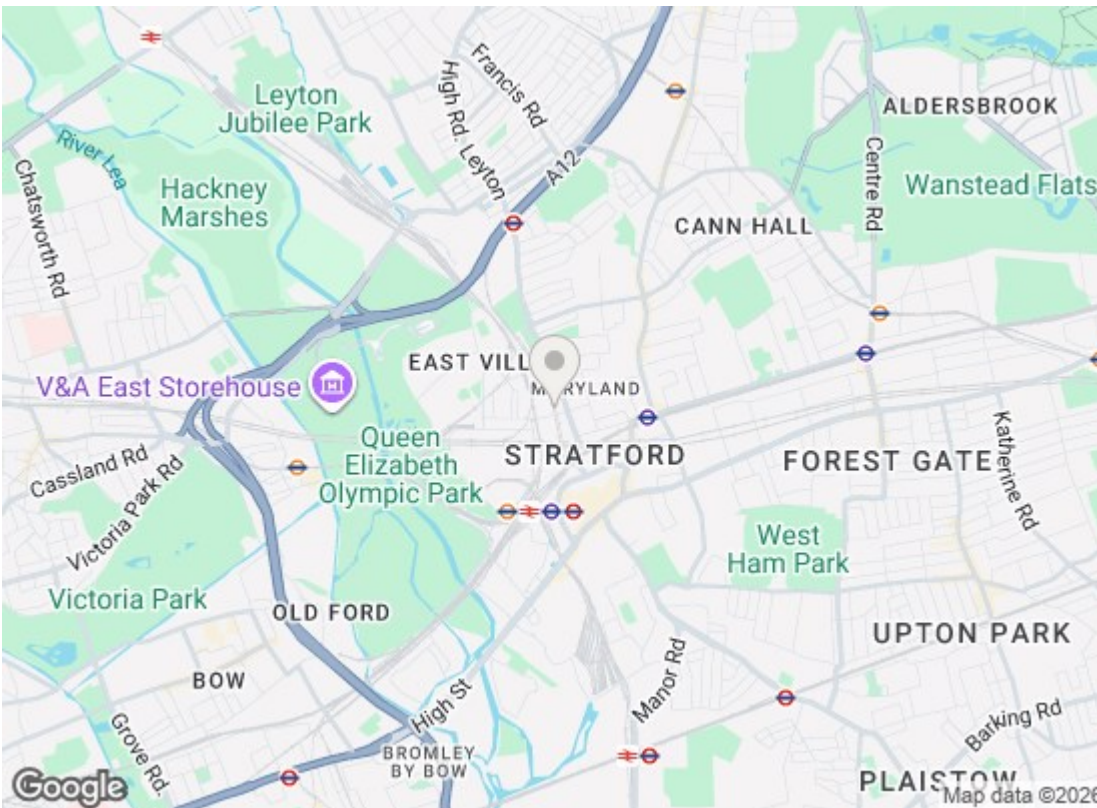 Leyton
Jubilee Park
High Rd. Leyton
Francis Rd
A12
ALDERSBROOK
Centre Rd
Wanstead Flats
CANN HALL
River Lea
Chatsworth Rd
Hackney
Marshes
EAST VILL
V&A East Storehouse
STRATFORD
FOREST GATE
Katherine Rd
Queen
Elizabeth
Olympic Park
Cassland Rd
Victoria Park Rd
Victoria Park
OLD FORD
West
Ham Park
UPTON PARK
BOW
Grove Rd.
High St
BROMLEY
BY BOW
Manor Rd
Barking Rd
PLAISTOW
Google
Map data ©2026